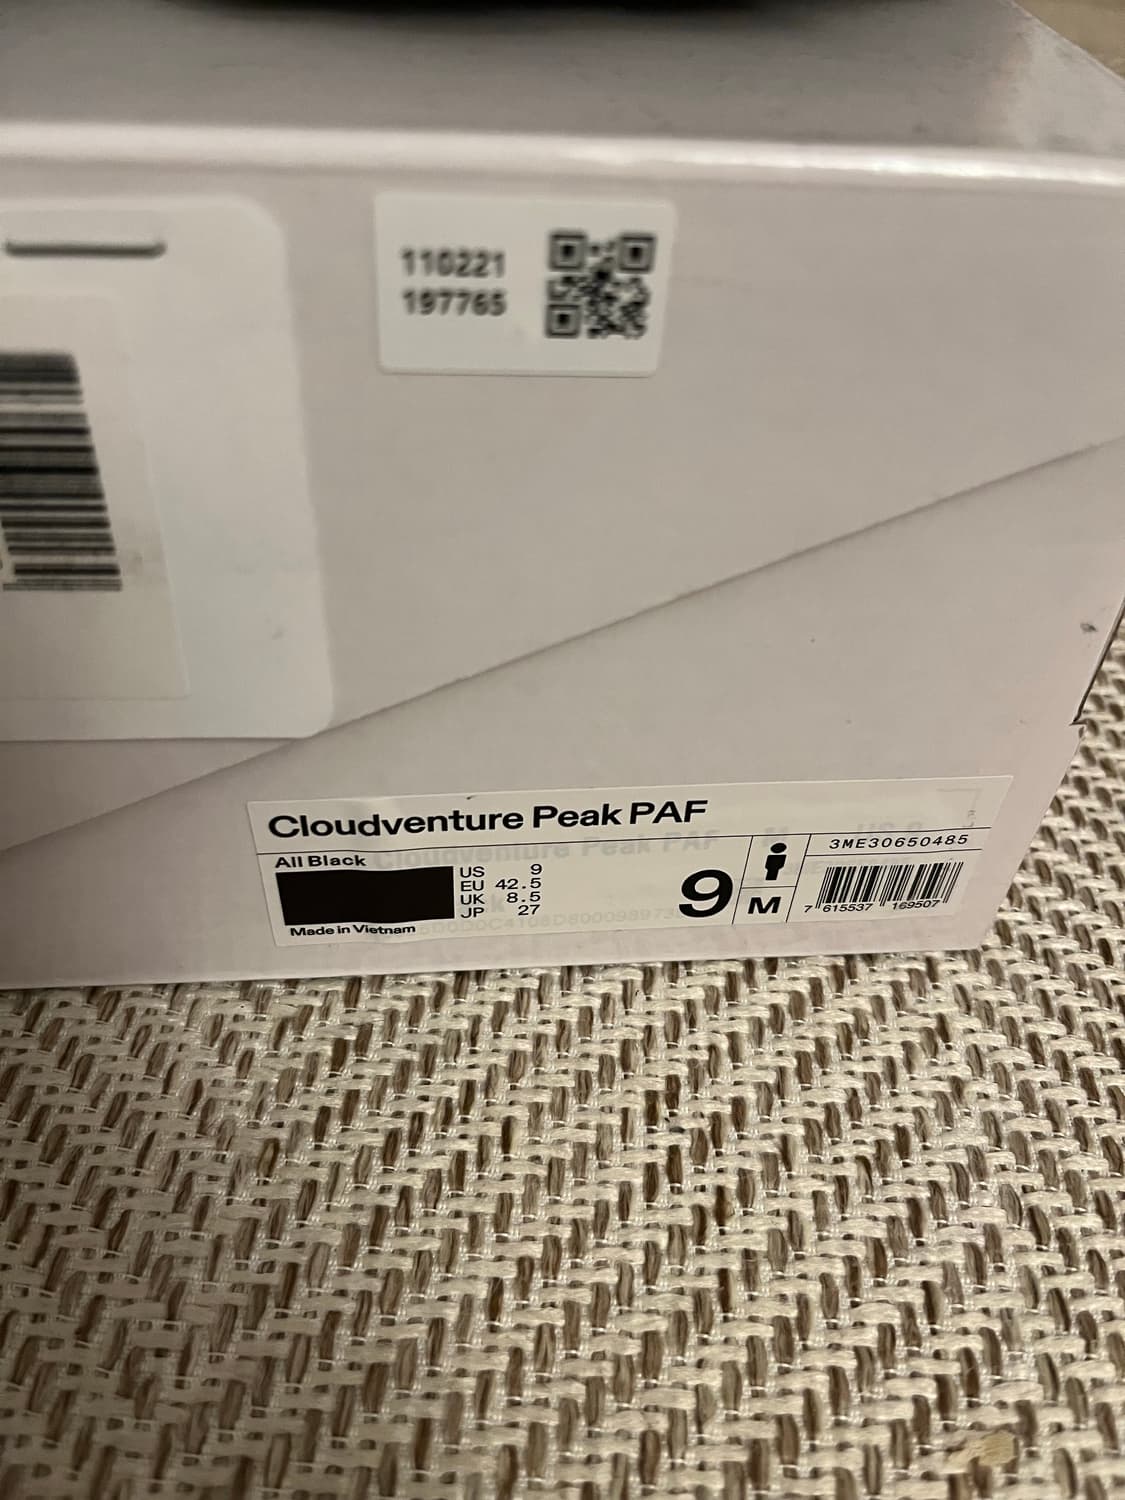 110221
197765
Cloudventure Peak PAF
All Black
US 9
EU 42.5
UK 8.5
JP 27
Made in Vietnam
9
M
3ME30650485
7 615537 169507